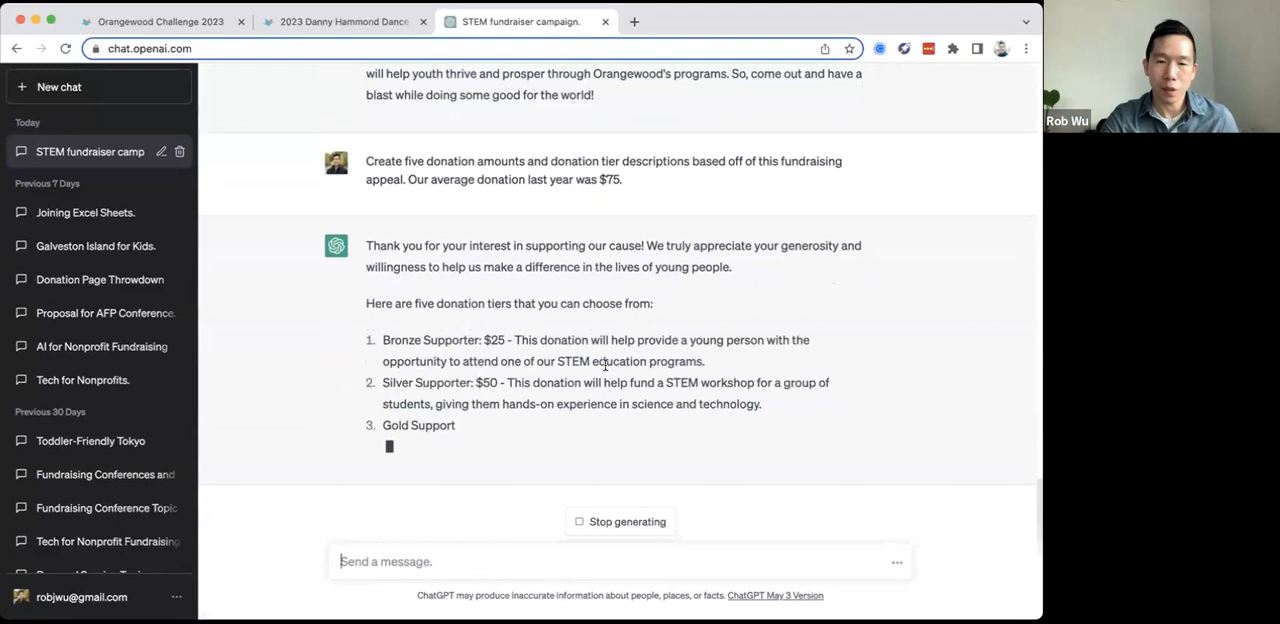 Orangewood Challenge 2023
2023 Danny Hammond Dance
STEM fundraiser campaign.
chat.openai.com
New chat
Today
STEM fundraiser camp
Previous 7 Days
Joining Excel Sheets.
Galveston Island for Kids.
Donation Page Throwdown
Proposal for AFP Conference.
AI for Nonprofit Fundraising
Tech for Nonprofits.
Previous 30 Days
Toddler-Friendly Tokyo
Fundraising Conferences and
Fundraising Conference Topic
Tech for Nonprofit Fundraising
robjwu@gmail.com
will help youth thrive and prosper through Orangewood's programs. So, come out and have a
blast while doing some good for the world!
Create five donation amounts and donation tier descriptions based off of this fundraising
appeal. Our average donation last year was $75.
Thank you for your interest in supporting our cause! We truly appreciate your generosity and
willingness to help us make a difference in the lives of young people.
Here are five donation tiers that you can choose from:
1. Bronze Supporter: $25 - This donation will help provide a young person with the
opportunity to attend one of our STEM education programs.
2. Silver Supporter: $50 - This donation will help fund a STEM workshop for a group of
students, giving them hands-on experience in science and technology.
3. Gold Support
Stop generating
Send a message.
ChatGPT may produce inaccurate information about people, places, or facts. ChatGPT May 3 Version
Rob Wu